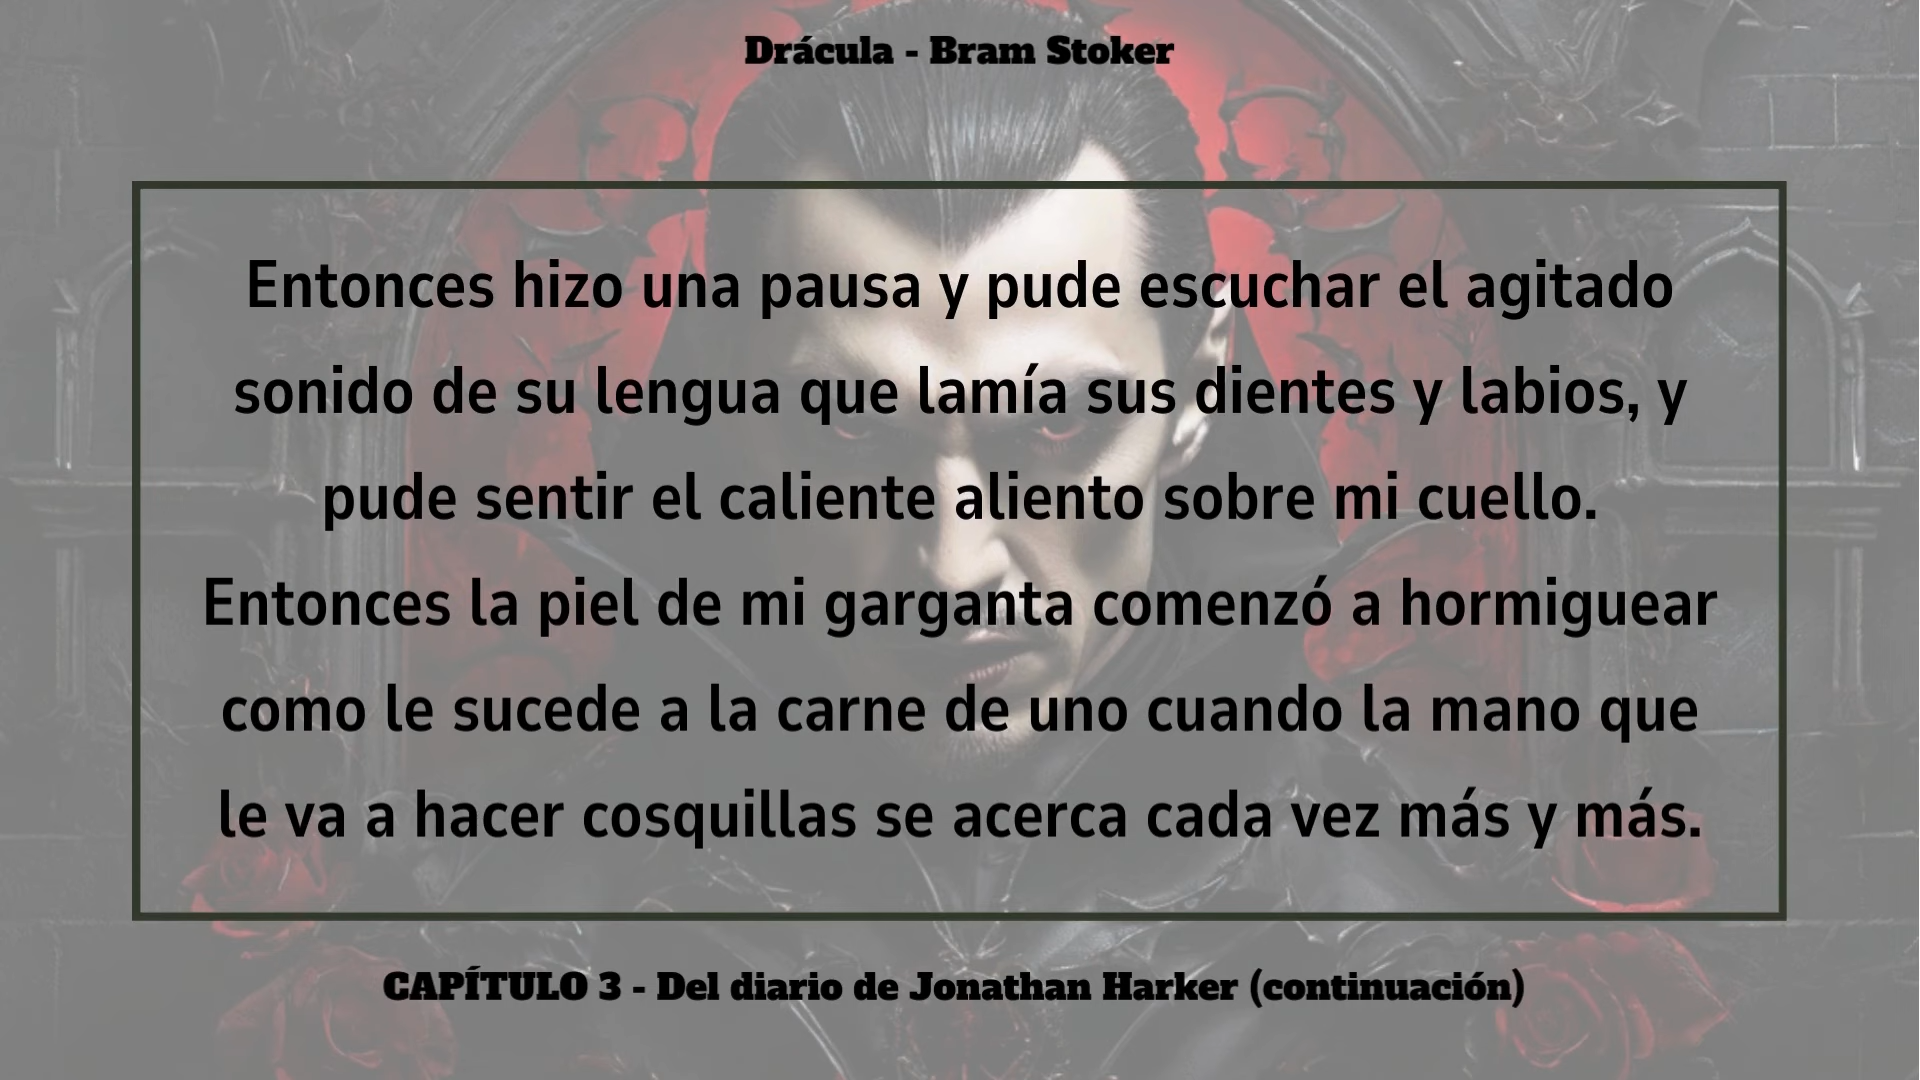 Drácula - Bram Stoker
Entonces hizo una pausa y pude escuchar el agitado
sonido de su lengua que lamía sus dientes y labios, y
pude sentir el caliente aliento sobre mi cuello.
Entonces la piel de mi garganta comenzó a hormiguear
como le sucede a la carne de uno cuando la mano que
le va a hacer cosquillas se acerca cada vez más y más.
CAPÍTULO 3 - Del diario de Jonathan Harker (continuación)